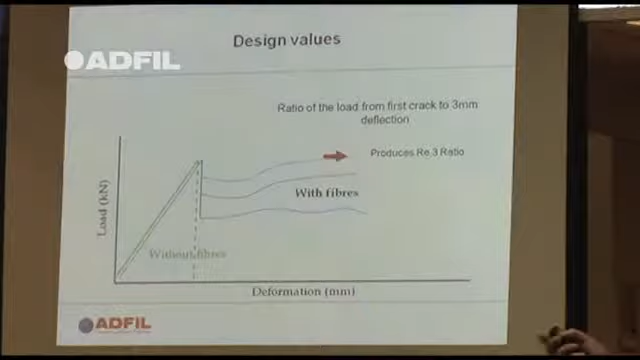 Design values
ADFIL
Ratio of the load from first crack to 3mm
deflection
Produces Re,3 Ratio
With fibres
Load (kN)
Without fibres
Deformation (mm)
ADFIL